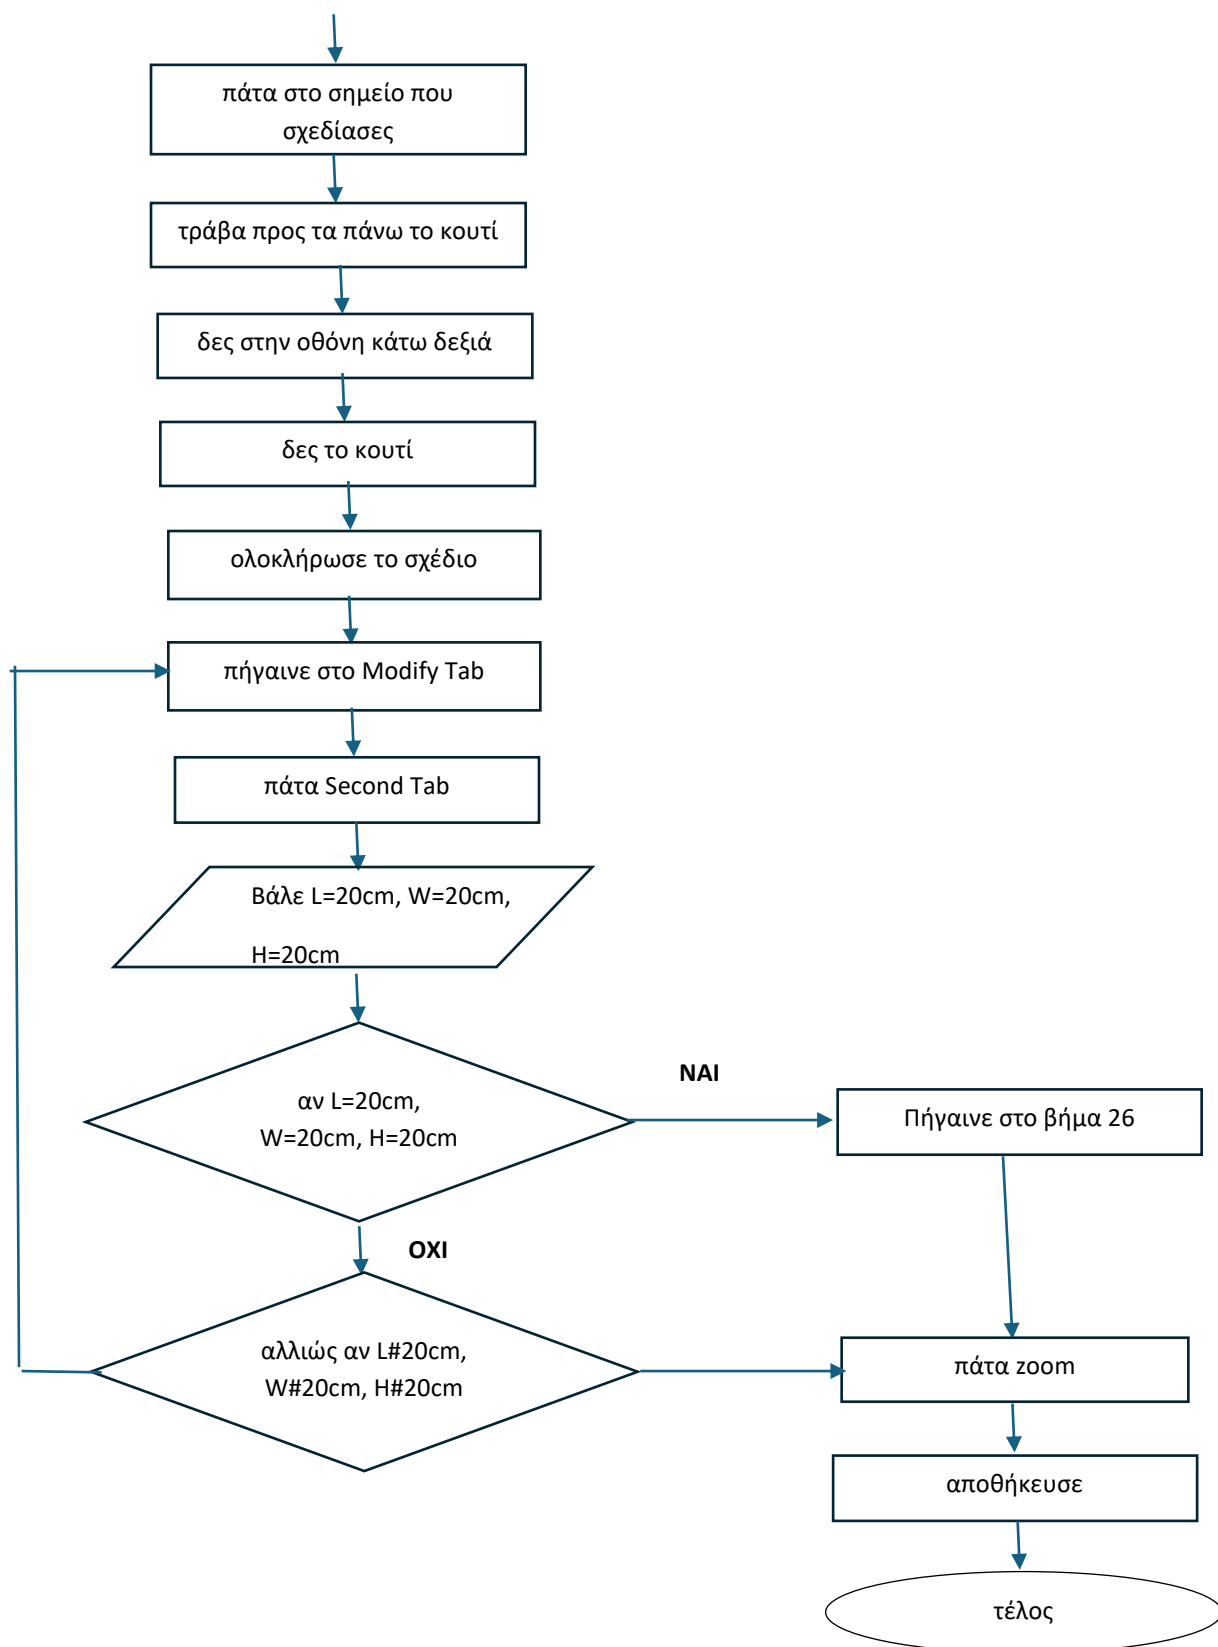 πάτα στο σημείο που
σχεδίασες
τράβα προς τα πάνω το κουτί
δες στην οθόνη κάτω δεξιά
δες το κουτί
ολοκλήρωσε το σχέδιο
πήγαινε στο Modify Tab
πάτα Second Tab
Βάλε L=20cm, W=20cm,
H=20cm
αν L=20cm,
W=20cm, H=20cm
ΝΑΙ
Πήγαινε στο βήμα 26
ΟΧΙ
αλλιώς αν L#20cm,
W#20cm, H#20cm
πάτα zoom
αποθήκευσε
τέλος